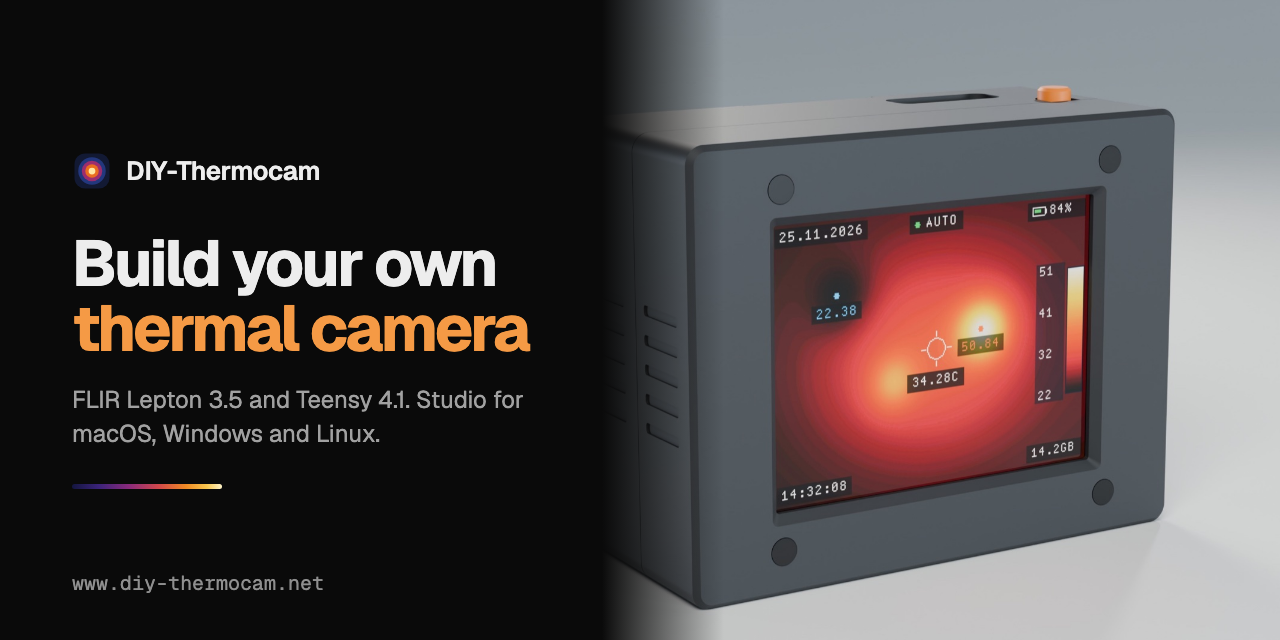 DIY-Thermocam
Build your own
thermal camera
FLIR Lepton 3.5 and Teensy 4.1. Studio for
macOS, Windows and Linux.
www.diy-thermocam.net
25.11.2026
AUTO
84%
22.38
50.84
34.28C
51
41
32
22
14.2GB
14:32:08